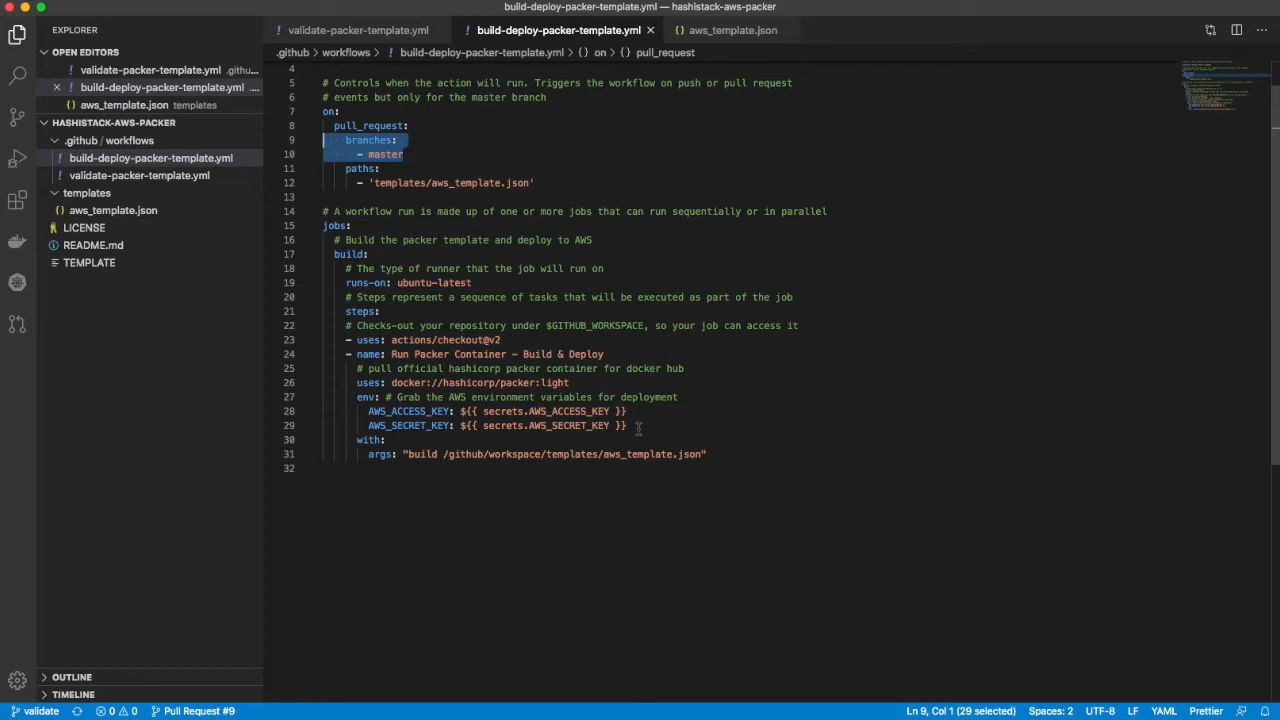 build-deploy-packer-template.yml — hashistack-aws-packer
EXPLORER
OPEN EDITORS
validate-packer-template.yml .githu...
build-deploy-packer-template.yml ...
aws_template.json templates
HASHISTACK-AWS-PACKER
.github / workflows
build-deploy-packer-template.yml
validate-packer-template.yml
templates
aws_template.json
LICENSE
README.md
TEMPLATE
OUTLINE
TIMELINE
validate-packer-template.yml
build-deploy-packer-template.yml
aws_template.json
.github > workflows > build-deploy-packer-template.yml > {} on > {} pull_request
4
5 # Controls when the action will run. Triggers the workflow on push or pull request
6 # events but only for the master branch
7 on:
8 pull_request:
9 branches:
10 - master
11 paths:
12 - 'templates/aws_template.json'
13
14 # A workflow run is made up of one or more jobs that can run sequentially or in parallel
15 jobs:
16 # Build the packer template and deploy to AWS
17 build:
18 # The type of runner that the job will run on
19 runs-on: ubuntu-latest
20 # Steps represent a sequence of tasks that will be executed as part of the job
21 steps:
22 # Checks-out your repository under $GITHUB_WORKSPACE, so your job can access it
23 - uses: actions/checkout@v2
24 - name: Run Packer Container - Build & Deploy
25 # pull official hashicorp packer container for docker hub
26 uses: docker://hashicorp/packer:light
27 env: # Grab the AWS environment variables for deployment
28 AWS_ACCESS_KEY: ${{ secrets.AWS_ACCESS_KEY }}
29 AWS_SECRET_KEY: ${{ secrets.AWS_SECRET_KEY }}
30 with:
31 args: "build /github/workspace/templates/aws_template.json"
32
validate 0 0 Pull Request #9 Ln 9, Col 1 (29 selected) Spaces: 2 UTF-8 LF YAML Prettier